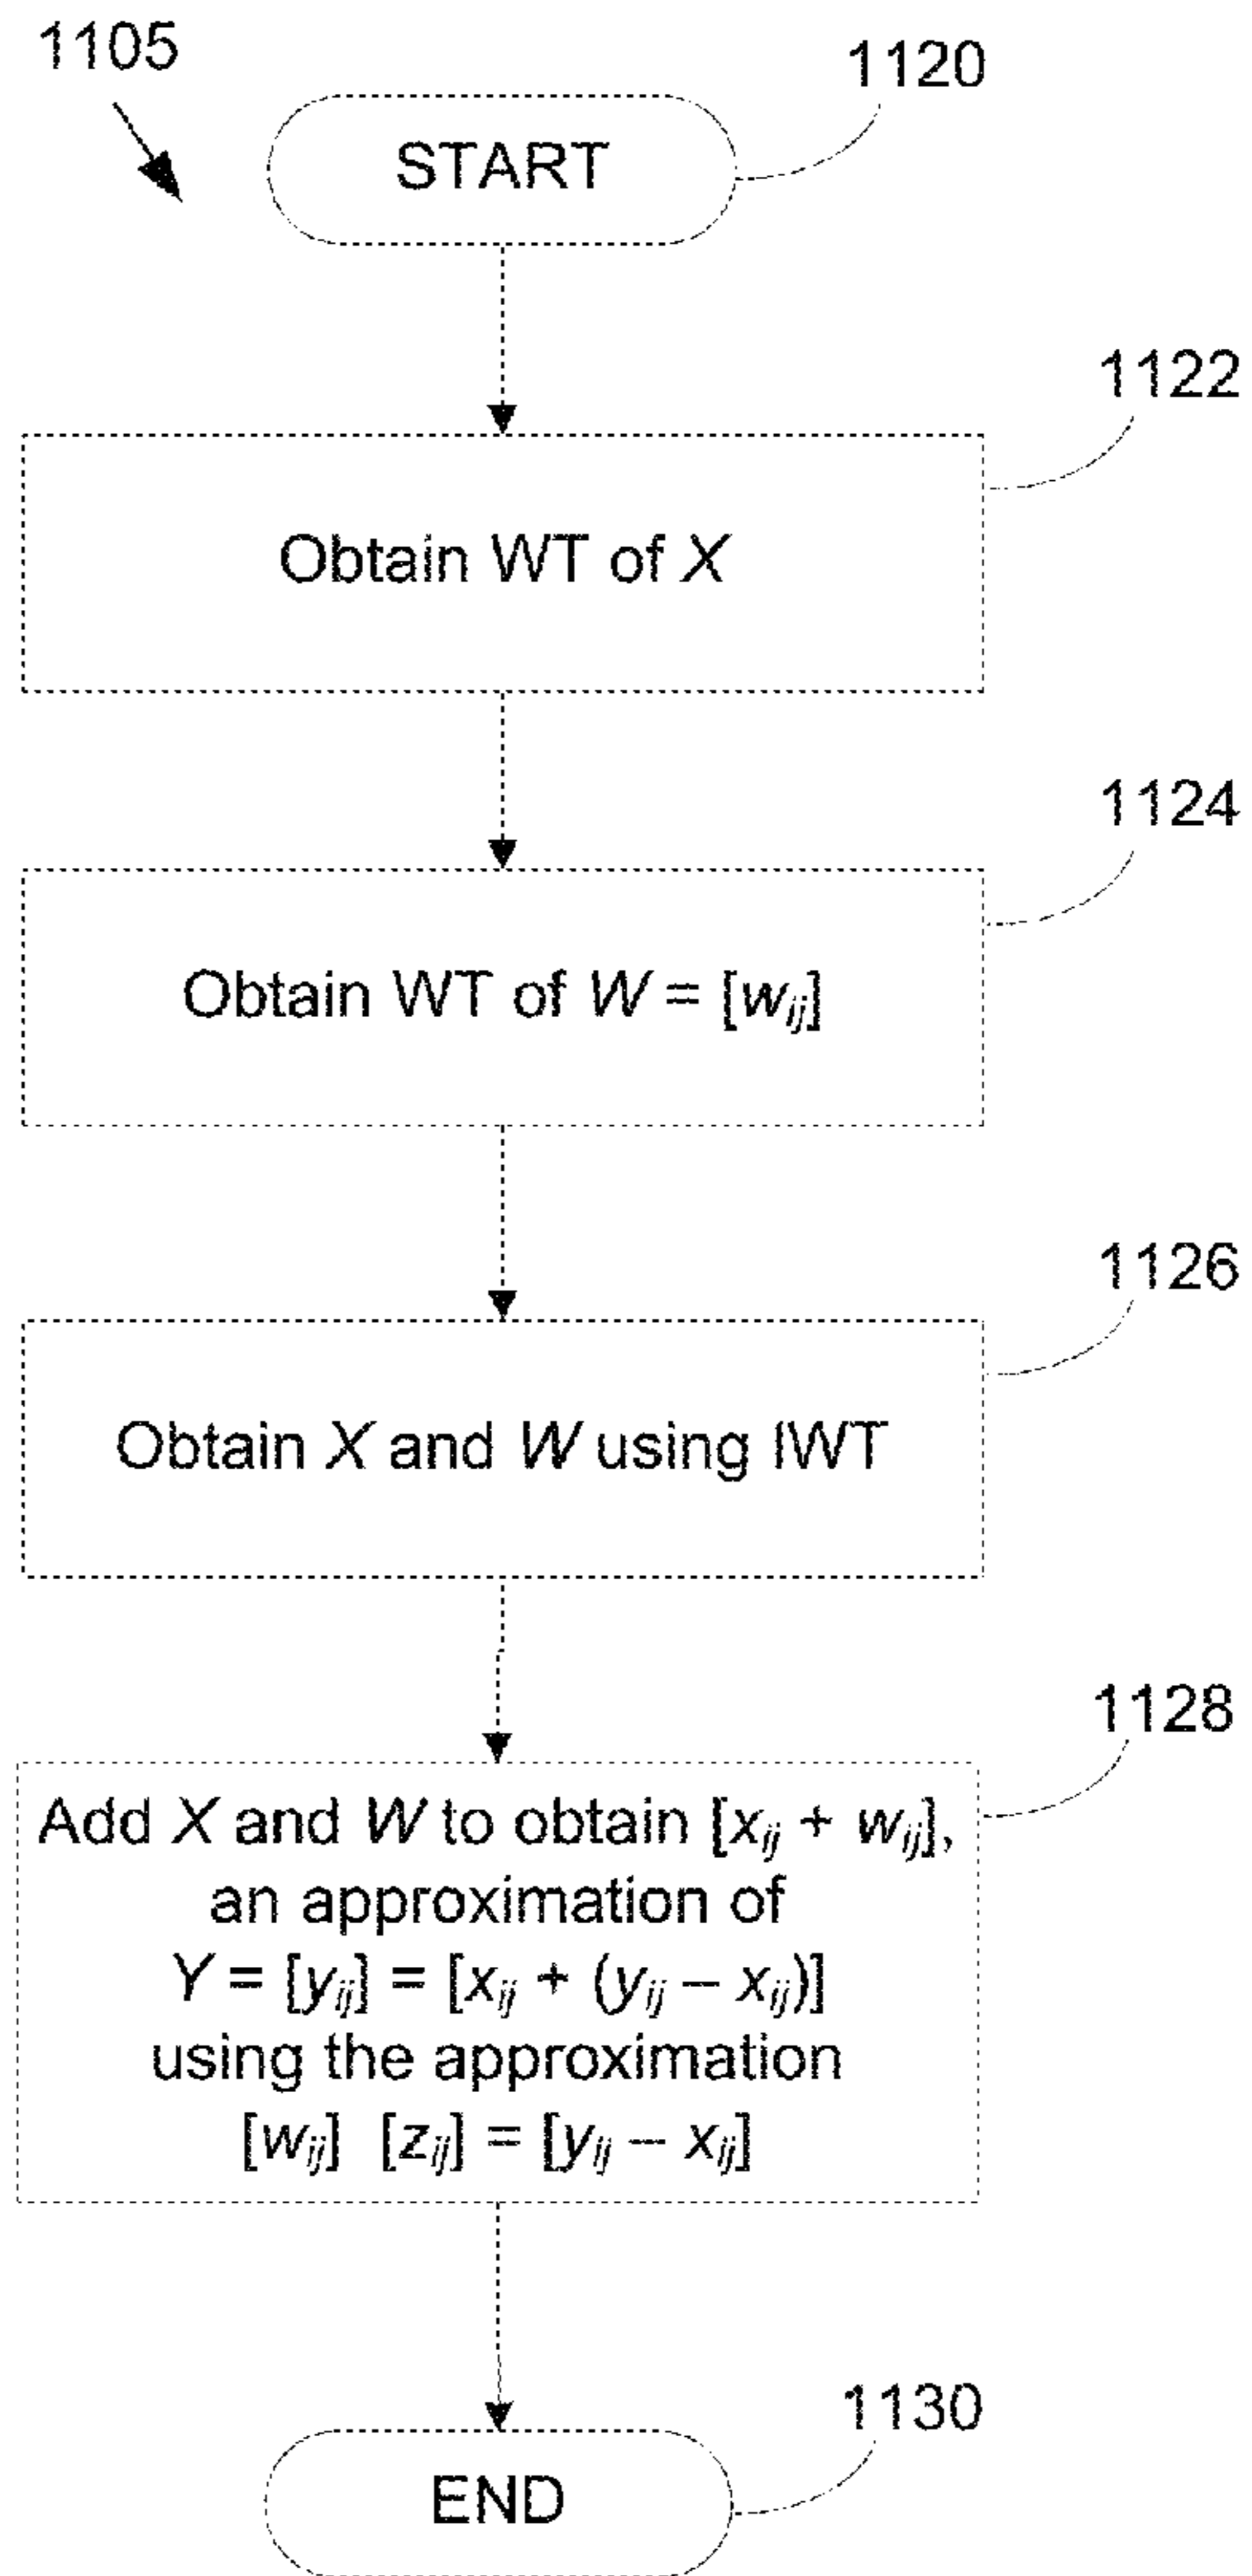 1105
1120
START
1122
Obtain WT of X
1124
Obtain WT of W = [wij]
1126
Obtain X and W using IWT
1128
Add X and W to obtain [xij + wij],
an approximation of
Y = [yij] = [xij + (yij – xij)]
using the approximation
[wij] [zij] = [yij – xij]
1130
END